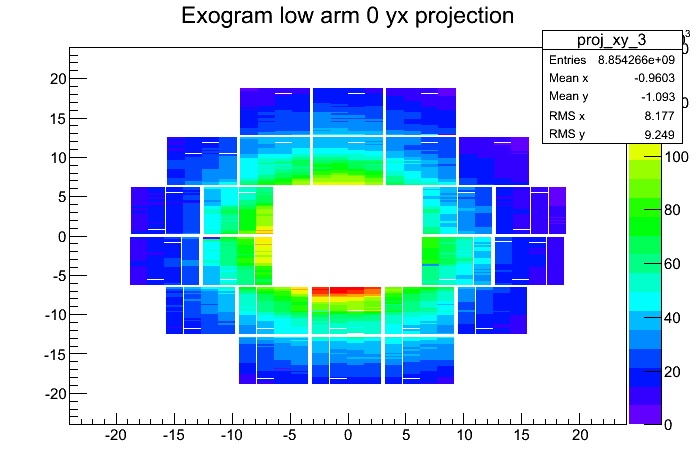 Exogram low arm 0 yx projection
proj_xy_3
Entries 8.854266e+09
Mean x -0.9603
Mean y -1.093
RMS x 8.177
RMS y 9.249
3
20
15
10
5
0
-5
-10
-15
-20
-20 -15 -10 -5 0 5 10 15 20
100
80
60
40
20
0